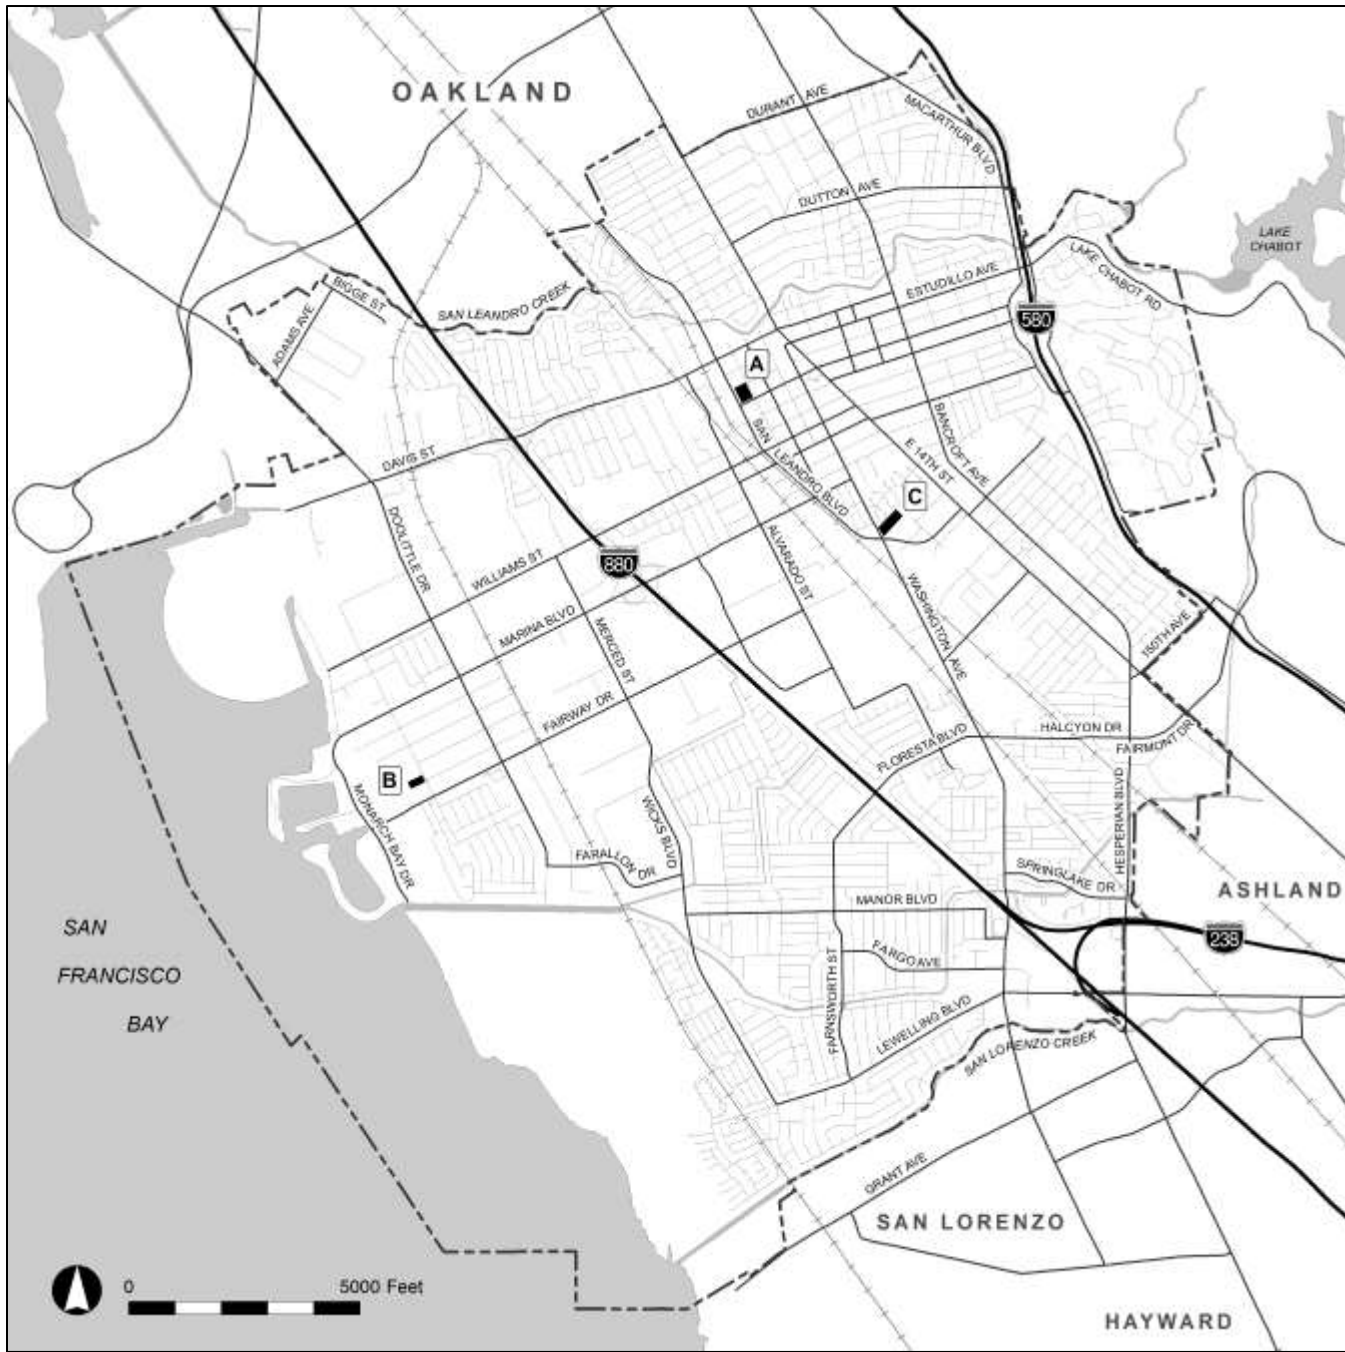 OAKLAND
DURANT AVE
MACARTHUR BLVD
DUTTON AVE
LAKE
CHABOT
LAKE CHABOT RD
ESTUDILLO AVE
BIGGE ST
SAN LEANDRO CREEK
ADAMS AVE
580
A
SAN LEANDRO BLVD
BANCROFT AVE
E 14TH ST
DAVIS ST
C
DOOLITTLE DR
ALVARADO ST
880
WILLIAMS ST
WASHINGTON AVE
MARINA BLVD
MERCED ST
150TH AVE
FAIRWAY DR
HALCYON DR
FLORESTA BLVD
FAIRMONT DR
B
MONARCH BAY DR
WICKS BLVD
HESPERIAN BLVD
FARALLON DR
SPRINGLAKE DR
ASHLAND
MANOR BLVD
238
SAN
FRANCISCO
BAY
FARGO AVE
FARNSWORTH ST
LEWELLING BLVD
SAN LORENZO CREEK
GRANT AVE
SAN LORENZO
0 5000 Feet
HAYWARD